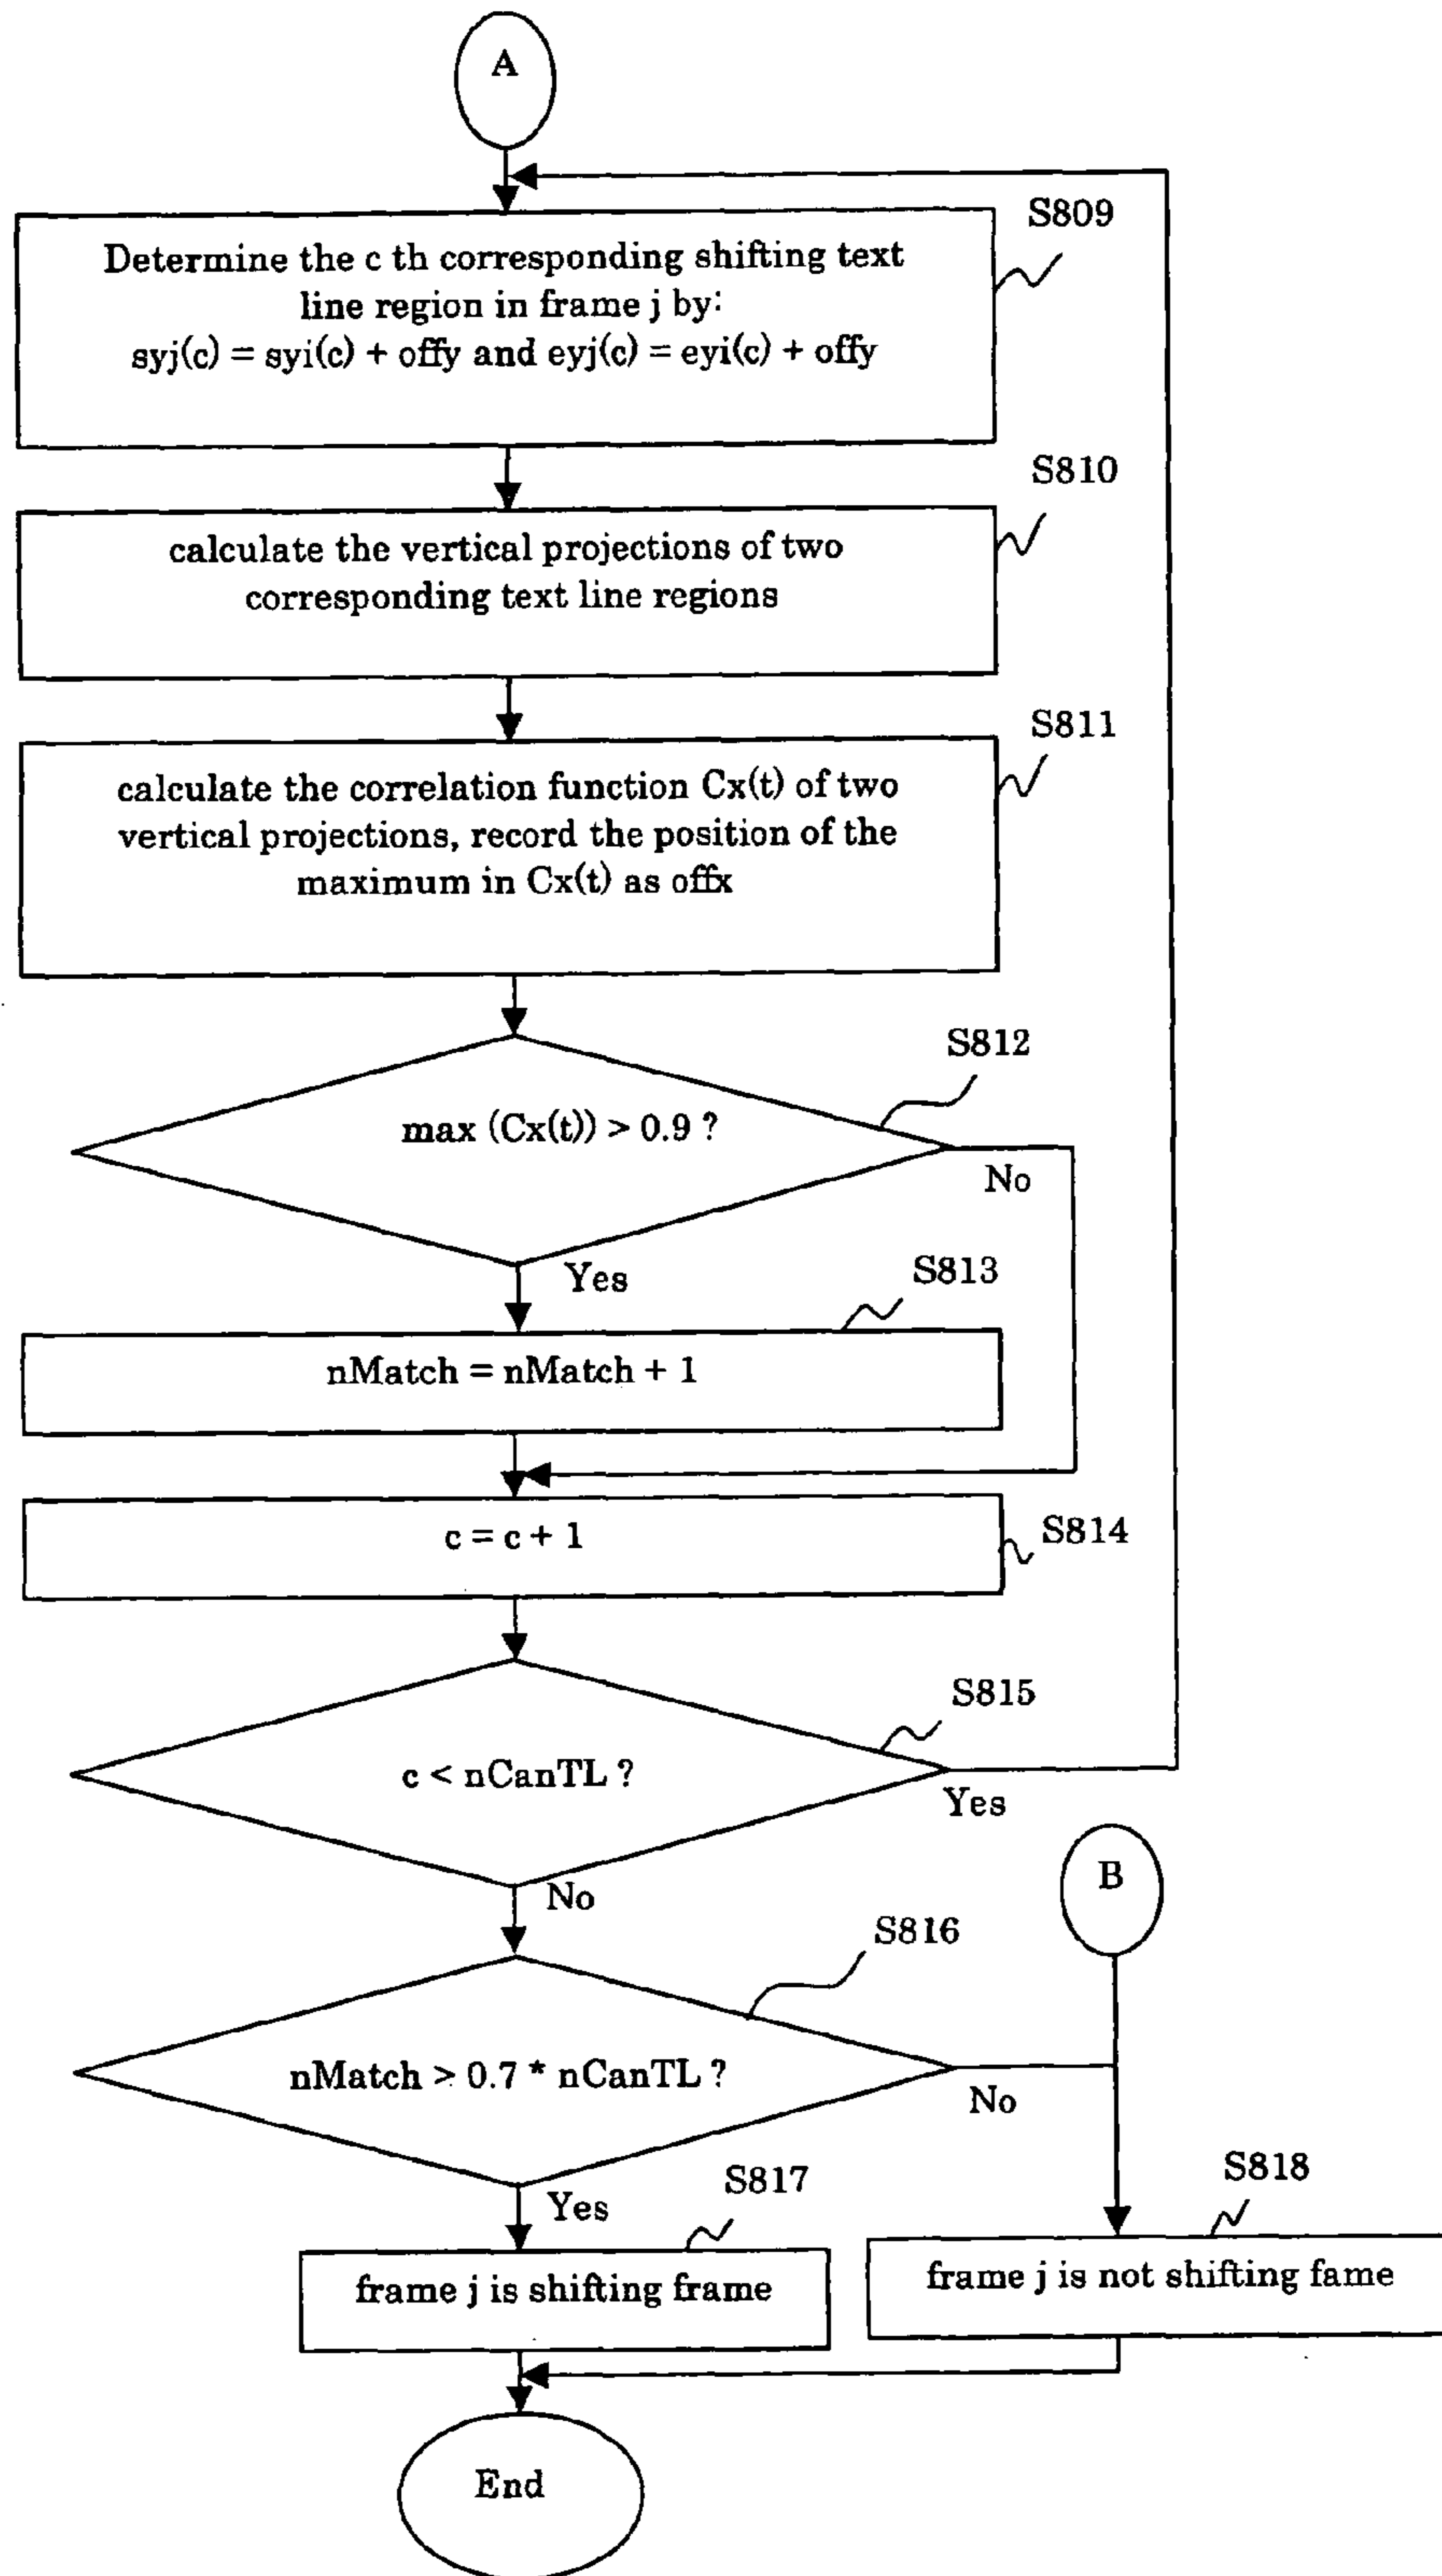 A
S809
Determine the c th corresponding shifting text
line region in frame j by:
syj(c) = syi(c) + offy and eyj(c) = eyi(c) + offy
S810
calculate the vertical projections of two
corresponding text line regions
S811
calculate the correlation function Cx(t) of two
vertical projections, record the position of the
maximum in Cx(t) as offx
S812
max (Cx(t)) > 0.9 ?
No
Yes
S813
nMatch = nMatch + 1
c = c + 1
S814
S815
c < nCanTL ?
Yes
No
B
S816
nMatch > 0.7 * nCanTL ?
No
Yes
S817
S818
frame j is shifting frame
frame j is not shifting fame
End